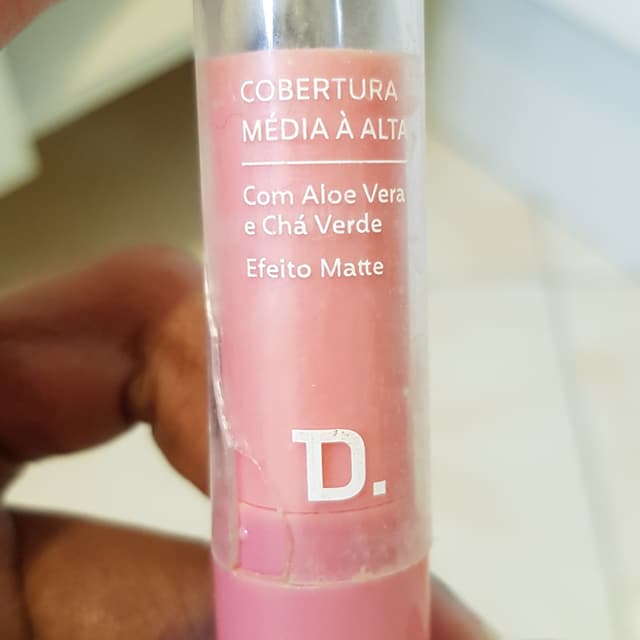 COBERTURA
MÉDIA À ALTA
Com Aloe Vera
e Chá Verde
Efeito Matte
D.